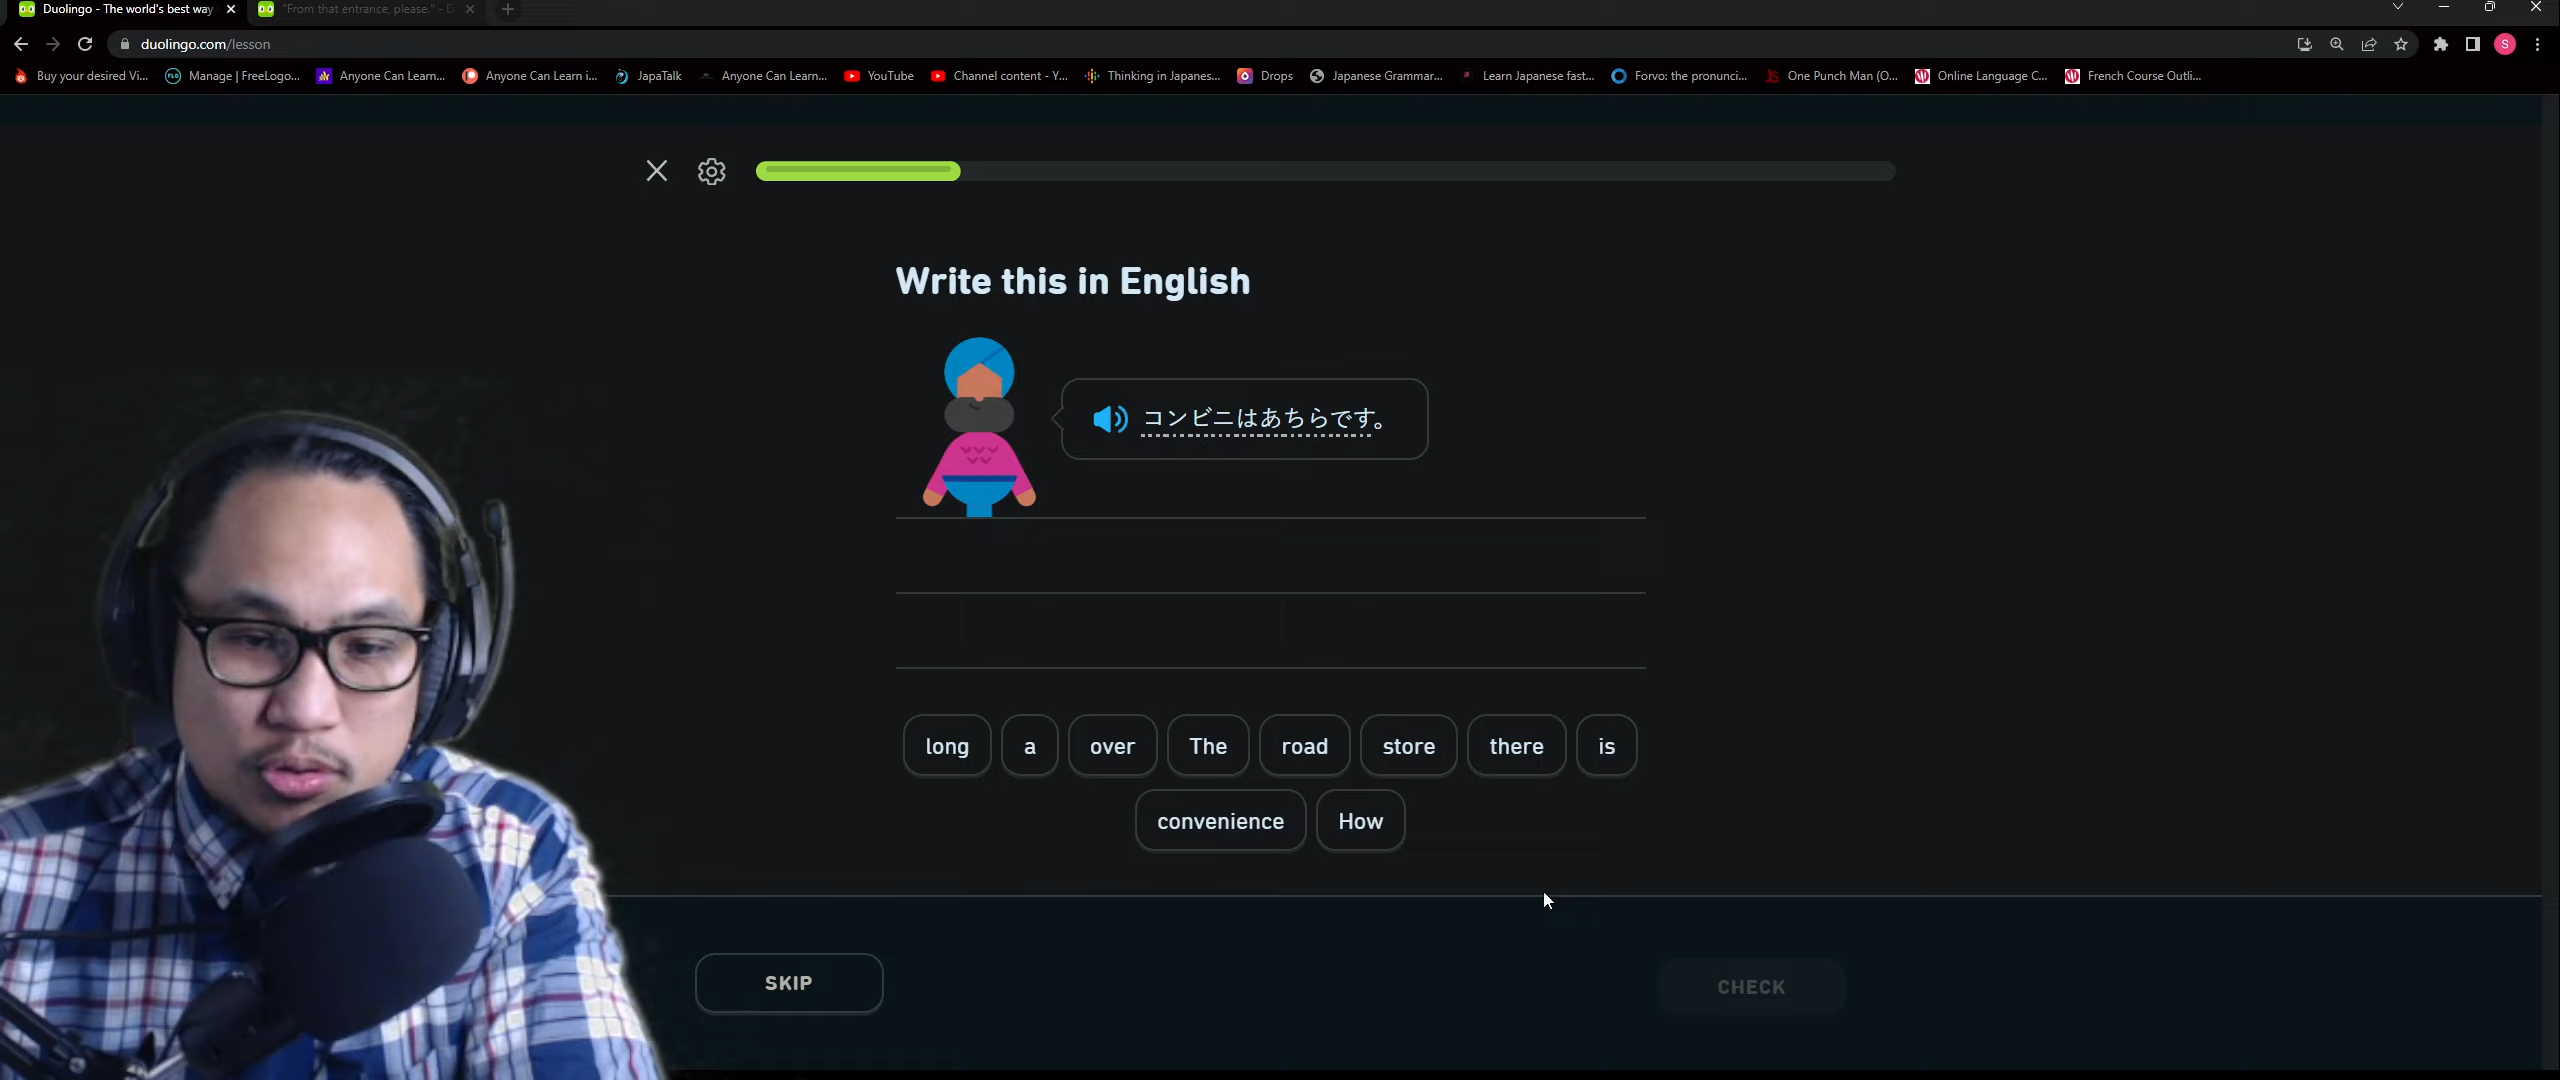 Duolingo - The world's best way
"From that entrance, please." - D
duolingo.com/lesson
S
Buy your desired Vi...
Manage | FreeLogo...
Anyone Can Learn...
Anyone Can Learn i...
JapaTalk
Anyone Can Learn...
YouTube
Channel content - Y...
Thinking in Japanes...
Drops
Japanese Grammar...
Learn Japanese fast...
Forvo: the pronunci...
One Punch Man (O...
Online Language C...
French Course Outli...
Write this in English
コンビニはあちらです。
long a over The road store there is
convenience How
SKIP
CHECK